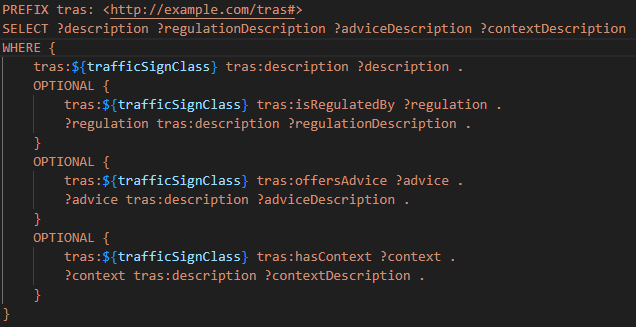 PREFIX tras: <http://example.com/tras#>
SELECT ?description ?regulationDescription ?adviceDescription ?contextDescription
WHERE {
    tras:${trafficSignClass} tras:description ?description .
    OPTIONAL {
        tras:${trafficSignClass} tras:isRegulatedBy ?regulation .
        ?regulation tras:description ?regulationDescription .
    }
    OPTIONAL {
        tras:${trafficSignClass} tras:offersAdvice ?advice .
        ?advice tras:description ?adviceDescription .
    }
    OPTIONAL {
        tras:${trafficSignClass} tras:hasContext ?context .
        ?context tras:description ?contextDescription .
    }
}